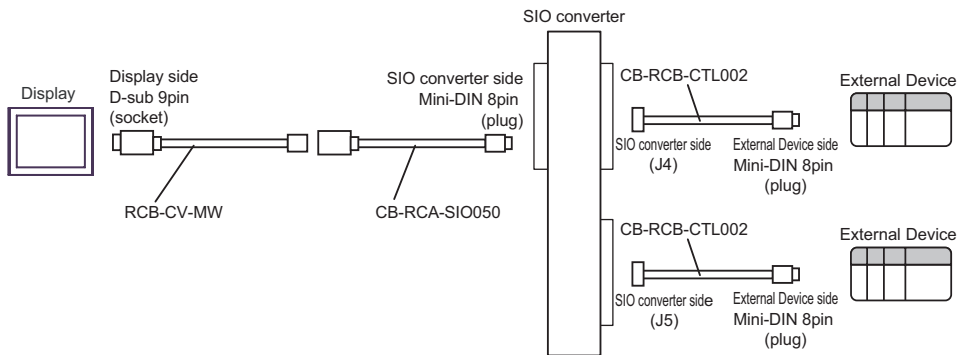 SIO converter
Display
Display side
D-sub 9pin
(socket)
RCB-CV-MW
SIO converter side
Mini-DIN 8pin
(plug)
CB-RCA-SIO050
CB-RCB-CTL002
SIO converter side
(J4)
External Device side
Mini-DIN 8pin
(plug)
External Device
CB-RCB-CTL002
SIO converter side
(J5)
External Device side
Mini-DIN 8pin
(plug)
External Device